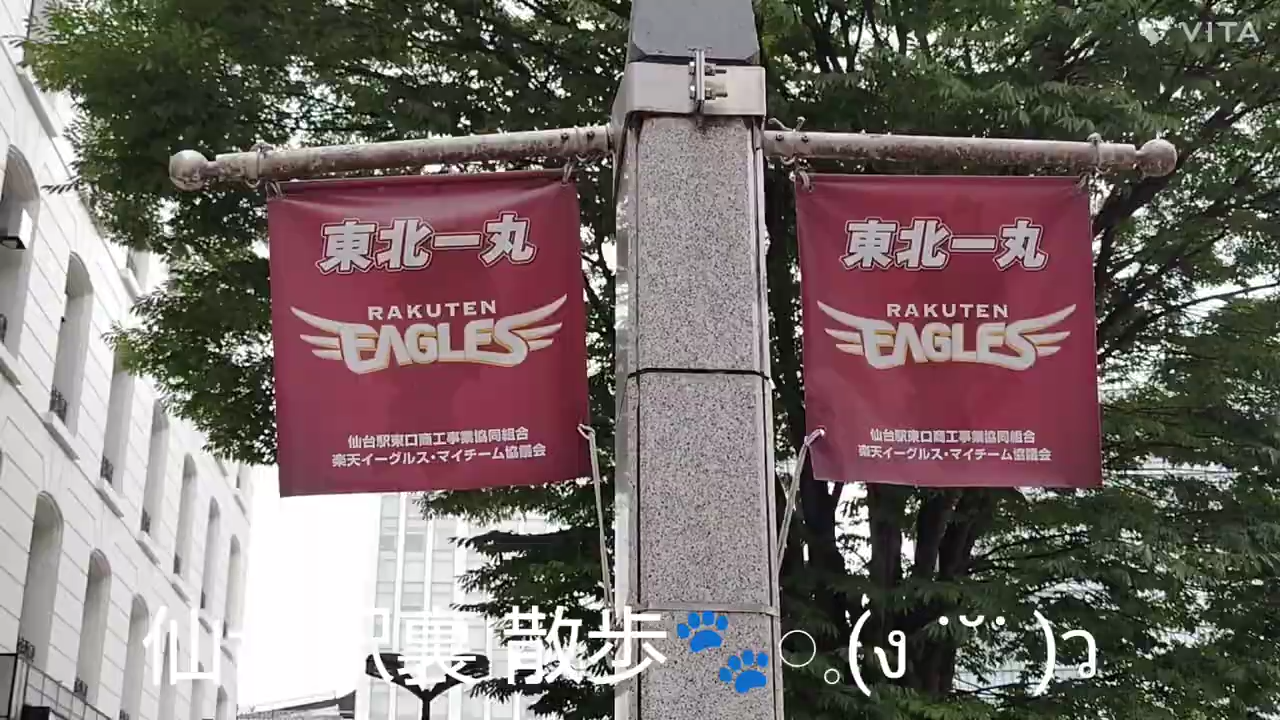 VITA
東北一丸
RAKUTEN
EAGLES
仙台駅東口商工事業協同組合
楽天イーグルス・マイチーム協議会
東北一丸
RAKUTEN
EAGLES
仙台駅東口商工事業協同組合
楽天イーグルス・マイチーム協議会
仙台駅裏 散歩🐾 ◌𓈒 (ง ˙˘˙ )ว